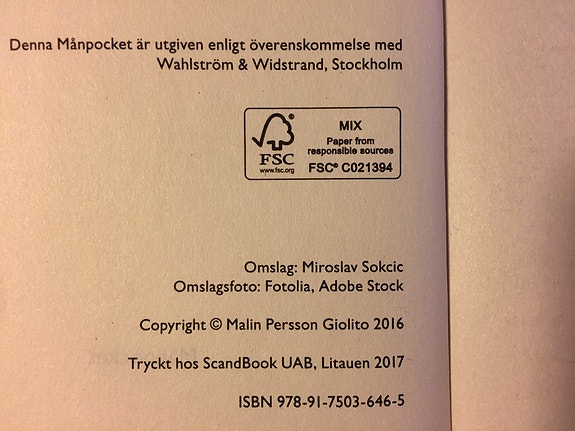 Denna Månpocket är utgiven enligt överenskommelse med
Wahlström & Widstrand, Stockholm
FSC
www.fsc.org
MIX
Paper from
responsible sources
FSC® C021394
Omslag: Miroslav Sokcic
Omslagsfoto: Fotolia, Adobe Stock
Copyright © Malin Persson Giolito 2016
Tryckt hos ScandBook UAB, Litauen 2017
ISBN 978-91-7503-646-5